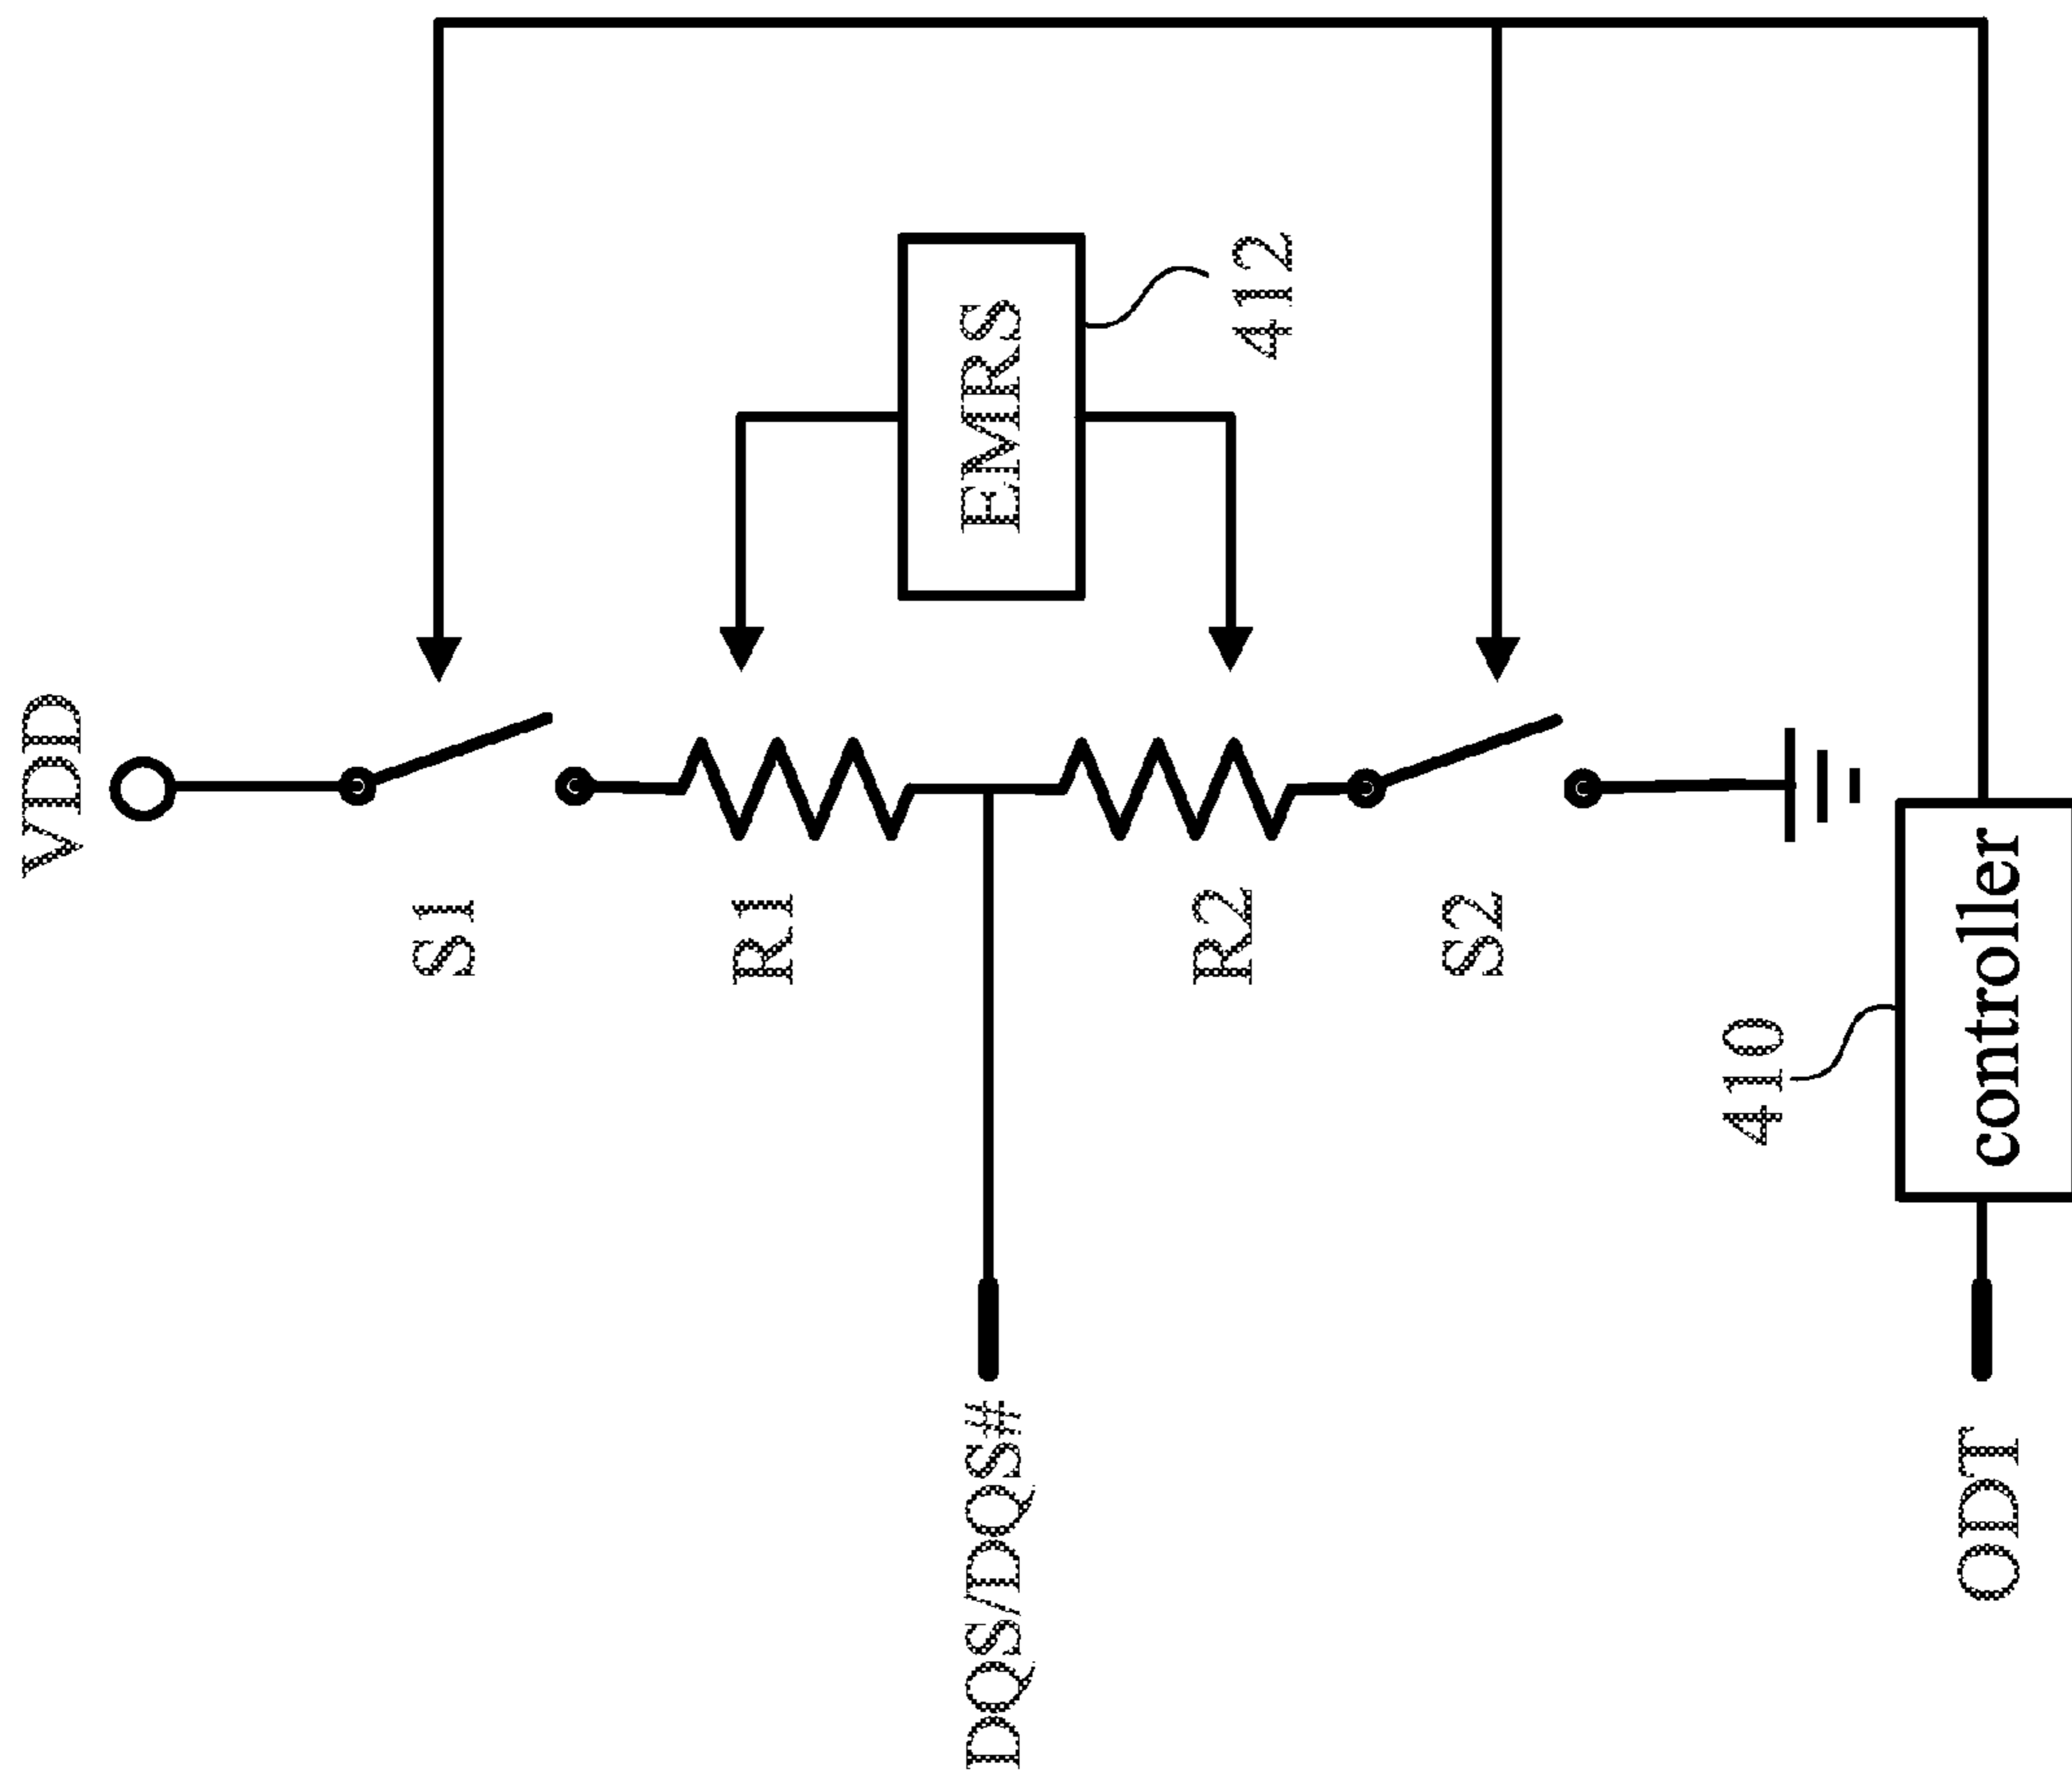 VDD
S1
R1
EMRS
412
DQS/DQS#
R2
S2
410
controller
ODT